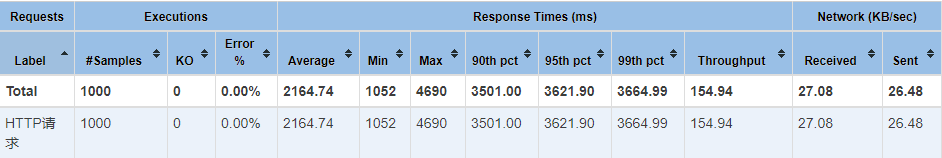 Requests Executions Response Times (ms) Network (KB/sec)
Label #Samples KO Error % Average Min Max 90th pct 95th pct 99th pct Throughput Received Sent
Total 1000 0 0.00% 2164.74 1052 4690 3501.00 3621.90 3664.99 154.94 27.08 26.48
HTTP请求 1000 0 0.00% 2164.74 1052 4690 3501.00 3621.90 3664.99 154.94 27.08 26.48